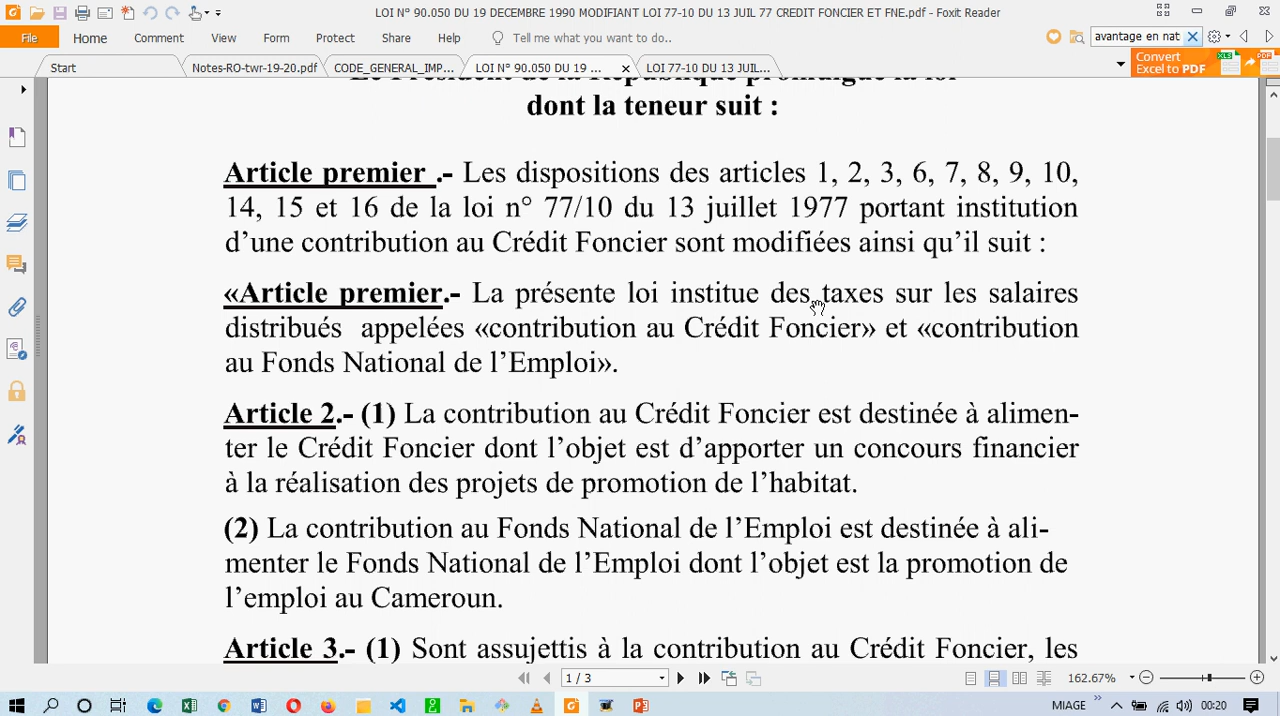 LOI N° 90.050 DU 19 DECEMBRE 1990 MODIFIANT LOI 77-10 DU 13 JUIL 77 CREDIT FONCIER ET FNE.pdf - Foxit Reader
File Home Comment View Form Protect Share Help Tell me what you want to do.. avantage en nat
Start Notes-RO-twr-19-20.pdf CODE_GENERAL_IMP... LOI N° 90.050 DU 19 ... LOI 77-10 DU 13 JUIL... Convert
Excel to PDF
Le Président de la République promulgue la loi
dont la teneur suit :
Article premier .- Les dispositions des articles 1, 2, 3, 6, 7, 8, 9, 10,
14, 15 et 16 de la loi n° 77/10 du 13 juillet 1977 portant institution
d’une contribution au Crédit Foncier sont modifiées ainsi qu’il suit :
«Article premier.- La présente loi institue des taxes sur les salaires
distribués appelées «contribution au Crédit Foncier» et «contribution
au Fonds National de l’Emploi».
Article 2.- (1) La contribution au Crédit Foncier est destinée à alimen-
ter le Crédit Foncier dont l’objet est d’apporter un concours financier
à la réalisation des projets de promotion de l’habitat.
(2) La contribution au Fonds National de l’Emploi est destinée à ali-
menter le Fonds National de l’Emploi dont l’objet est la promotion de
l’emploi au Cameroun.
Article 3.- (1) Sont assujettis à la contribution au Crédit Foncier, les
1 / 3 162.67%
MIAGE 00:20